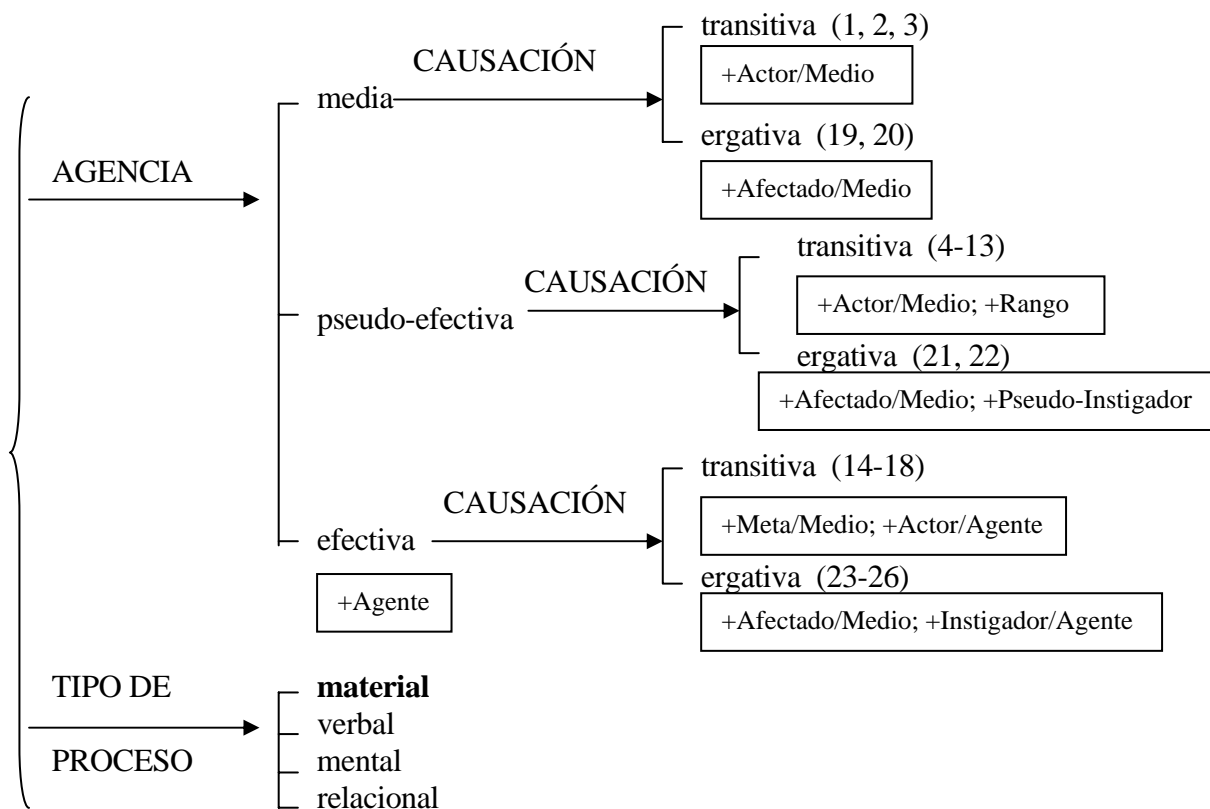 transitiva (1, 2, 3)
CAUSACIÓN
+Actor/Medio
media
ergativa (19, 20)
AGENCIA
+Afectado/Medio
transitiva (4-13)
CAUSACIÓN
+Actor/Medio; +Rango
pseudo-efectiva
ergativa (21, 22)
+Afectado/Medio; +Pseudo-Instigador
transitiva (14-18)
CAUSACIÓN
+Meta/Medio; +Actor/Agente
efectiva
ergativa (23-26)
+Agente
+Afectado/Medio; +Instigador/Agente
TIPO DE
PROCESO
material
verbal
mental
relacional